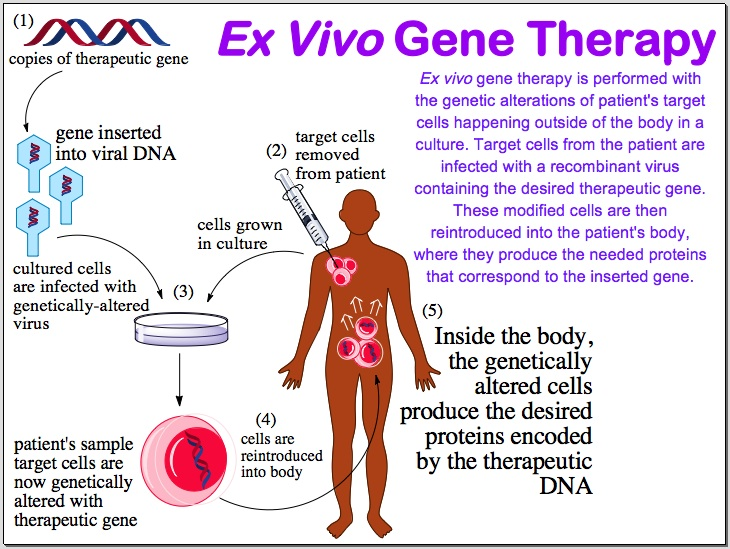 Ex Vivo Gene Therapy
Ex vivo gene therapy is performed with
the genetic alterations of patient's target
cells happening outside of the body in a
culture. Target cells from the patient are
infected with a recombinant virus
containing the desired therapeutic gene.
These modified cells are then
reintroduced into the patient's body,
where they produce the needed proteins
that correspond to the inserted gene.
(1)
copies of therapeutic gene
gene inserted
into viral DNA
(2)
target cells
removed
from patient
cells grown
in culture
cultured cells
are infected with
genetically-altered
virus
(3)
patient's sample
target cells are
now genetically
altered with
therapeutic gene
(4)
cells are
reintroduced
into body
(5)
Inside the body,
the genetically
altered cells
produce the desired
proteins encoded
by the therapeutic
DNA